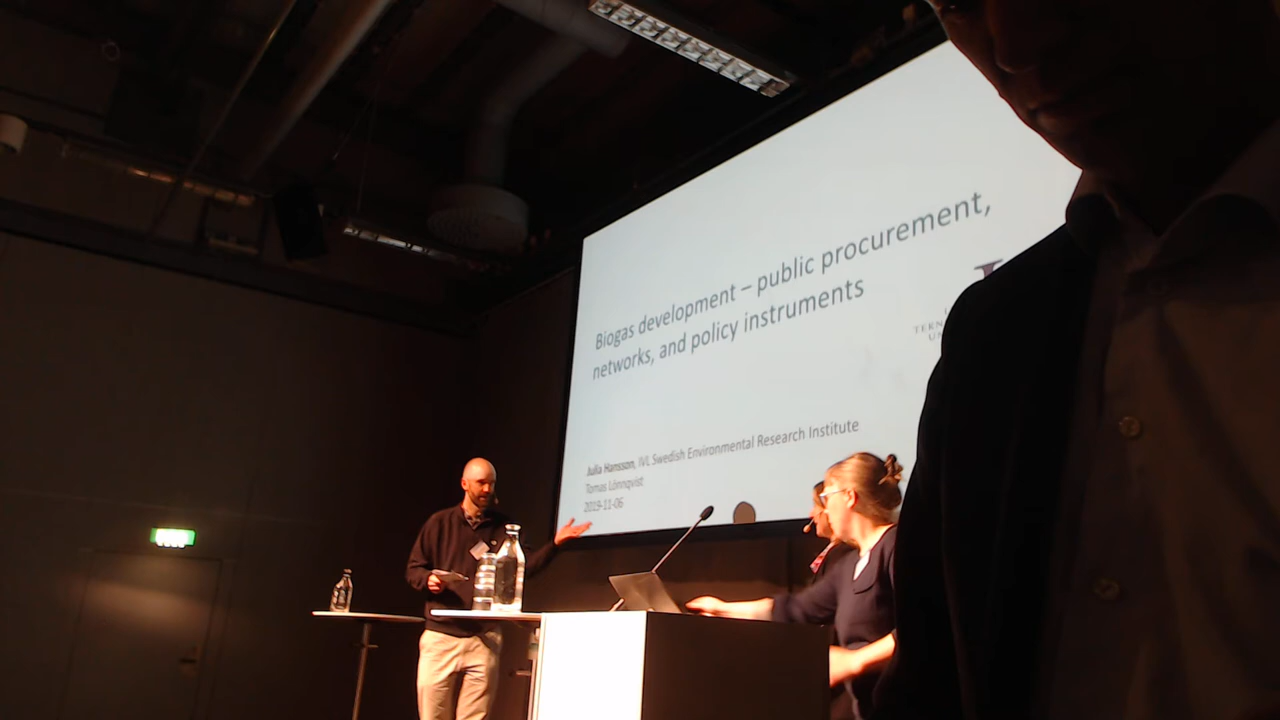 Biogas development – public procurement,
networks, and policy instruments
Julia Hansson, IVL Swedish Environmental Research Institute
Tomas Lönnqvist
2019-11-06